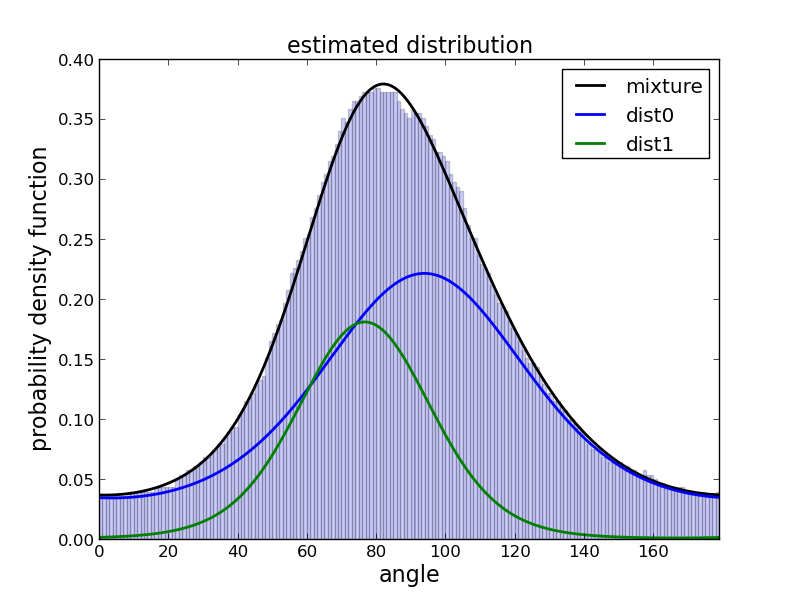 estimated distribution
mixture
dist0
dist1
probability density function
0.40
0.35
0.30
0.25
0.20
0.15
0.10
0.05
0.00
0 20 40 60 80 100 120 140 160
angle